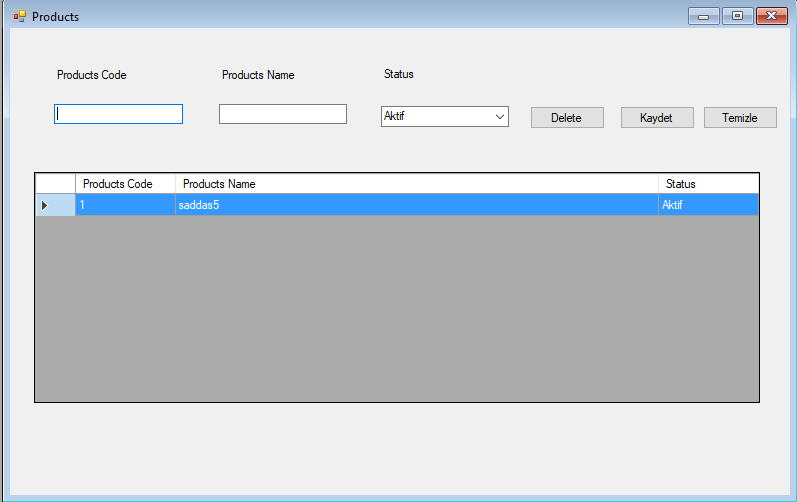 Products
Products Code Products Name Status
Aktif Delete Kaydet Temizle
Products Code Products Name Status
1 saddas5 Aktif